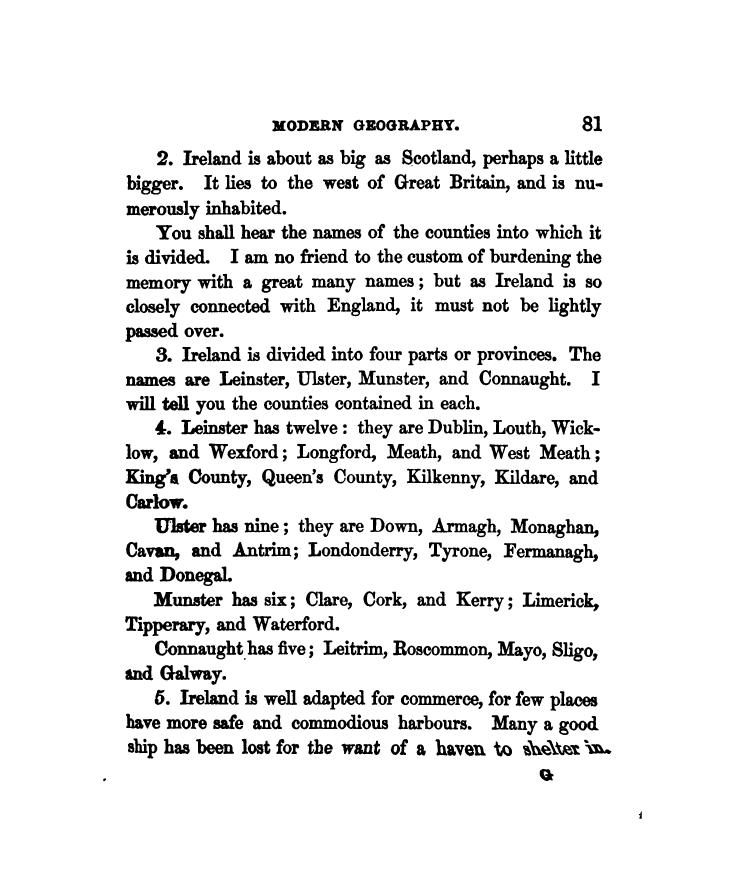 MODERN GEOGRAPHY. 81
2. Ireland is about as big as Scotland, perhaps a little
bigger. It lies to the west of Great Britain, and is nu-
merously inhabited.
You shall hear the names of the counties into which it
is divided. I am no friend to the custom of burdening the
memory with a great many names; but as Ireland is so
closely connected with England, it must not be lightly
passed over.
3. Ireland is divided into four parts or provinces. The
names are Leinster, Ulster, Munster, and Connaught. I
will tell you the counties contained in each.
4. Leinster has twelve: they are Dublin, Louth, Wick-
low, and Wexford; Longford, Meath, and West Meath;
King's County, Queen's County, Kilkenny, Kildare, and
Carlow.
Ulster has nine; they are Down, Armagh, Monaghan,
Cavan, and Antrim; Londonderry, Tyrone, Fermanagh,
and Donegal.
Munster has six; Clare, Cork, and Kerry; Limerick,
Tipperary, and Waterford.
Connaught has five; Leitrim, Roscommon, Mayo, Sligo,
and Galway.
5. Ireland is well adapted for commerce, for few places
have more safe and commodious harbours. Many a good
ship has been lost for the want of a haven to shelter in.
G